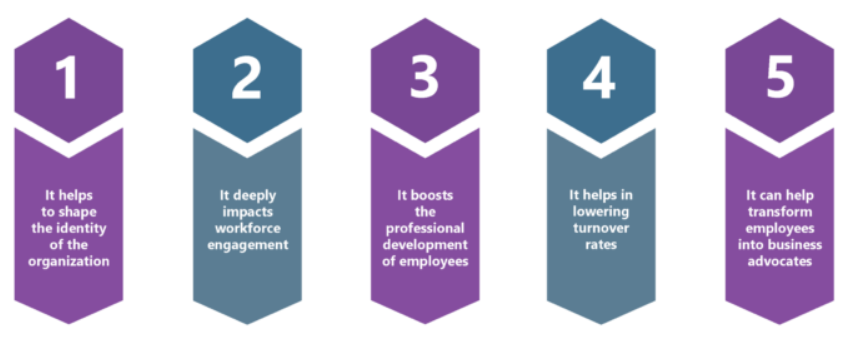 1
It helps
to shape
the identity
of the
organization
2
It deeply
impacts
workforce
engagement
3
It boosts
the
professional
development
of employees
4
It helps in
lowering
turnover
rates
5
It can help
transform
employees
into business
advocates